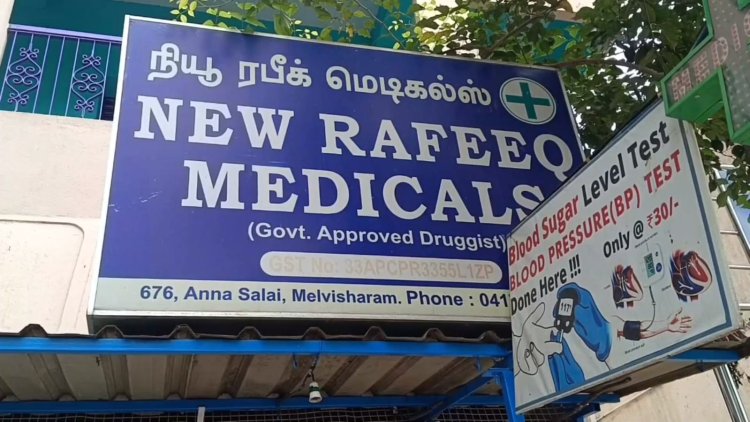 நியூ ரபீக் மெடிகல்ஸ்
NEW RAFEEQ
MEDICALS
(Govt. Approved Druggist)
GST No: 33APCPR3355L1ZP
676, Anna Salai, Melvisharam. Phone : 041
Blood Sugar Level Test
BLOOD PRESSURE(BP) TEST
Only @ ₹30/-
Done Here !!!
117